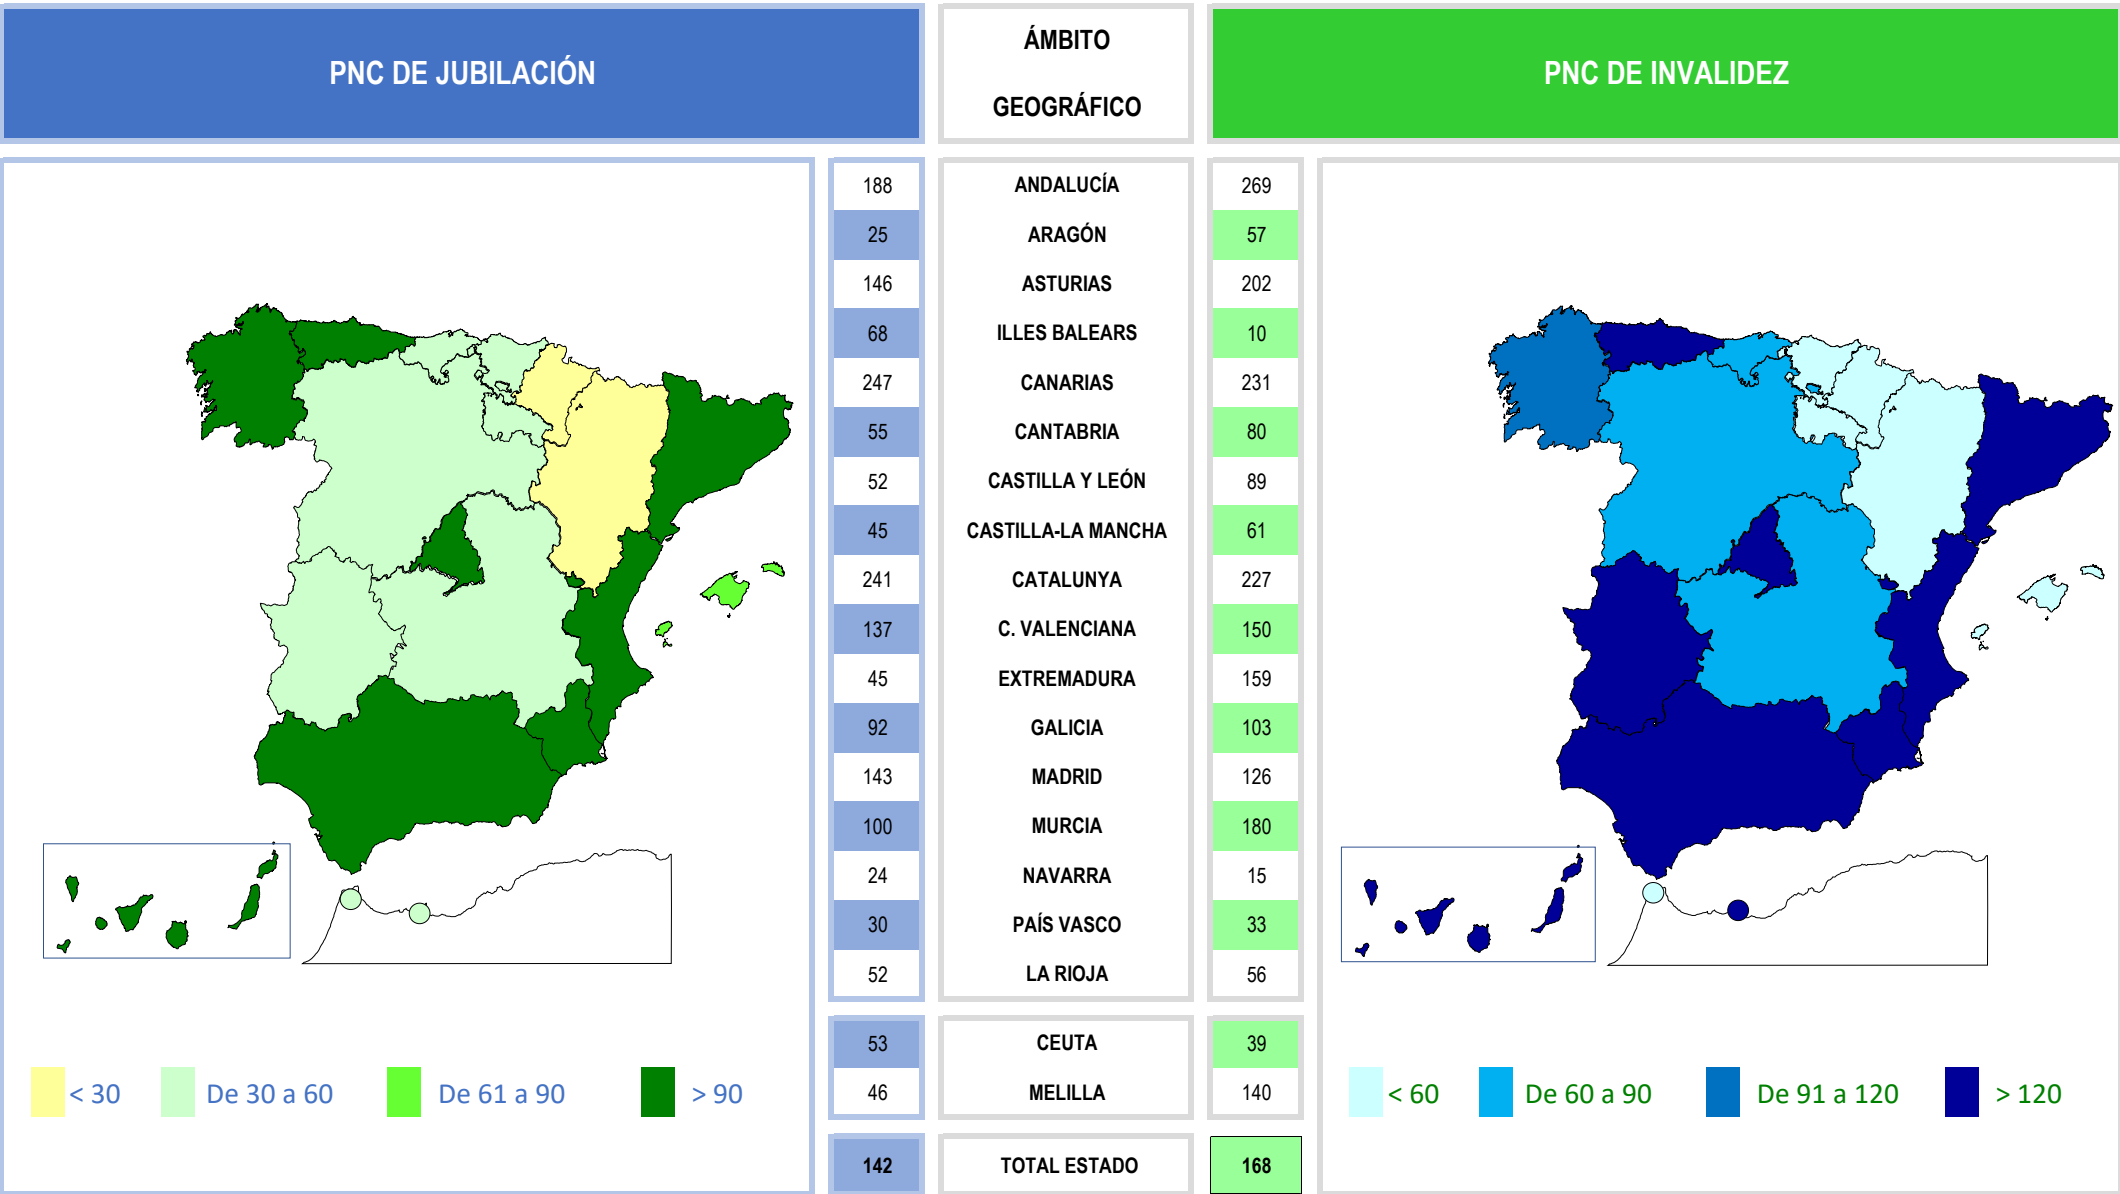 PNC DE JUBILACIÓN
ÁMBITO
GEOGRÁFICO
PNC DE INVALIDEZ
188 ANDALUCÍA 269
25 ARAGÓN 57
146 ASTURIAS 202
68 ILLES BALEARS 10
247 CANARIAS 231
55 CANTABRIA 80
52 CASTILLA Y LEÓN 89
45 CASTILLA-LA MANCHA 61
241 CATALUNYA 227
137 C. VALENCIANA 150
45 EXTREMADURA 159
92 GALICIA 103
143 MADRID 126
100 MURCIA 180
24 NAVARRA 15
30 PAÍS VASCO 33
52 LA RIOJA 56
53 CEUTA 39
46 MELILLA 140
142 TOTAL ESTADO 168
< 30 De 30 a 60 De 61 a 90 > 90
< 60 De 60 a 90 De 91 a 120 > 120